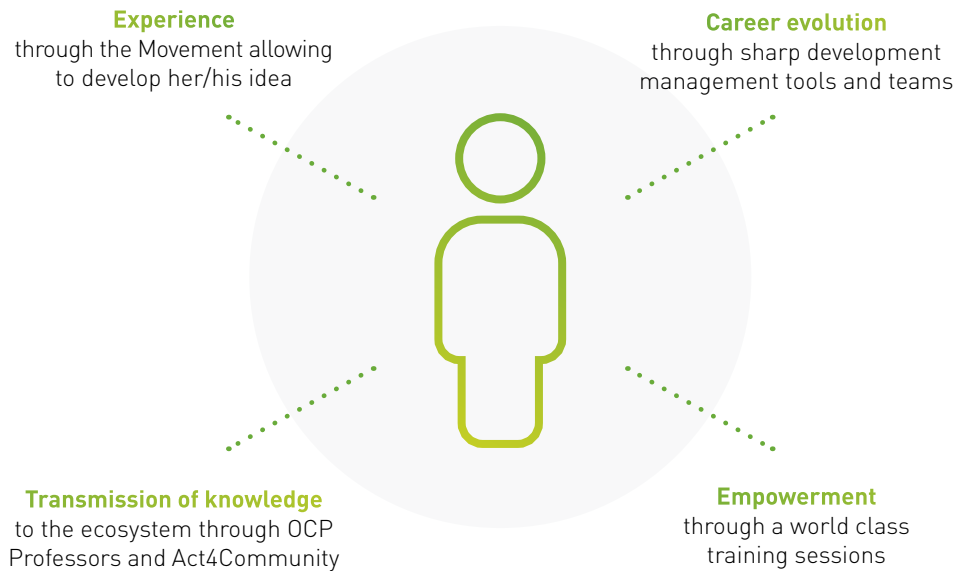 Experience
through the Movement allowing
to develop her/his idea
Career evolution
through sharp development
management tools and teams
Transmission of knowledge
to the ecosystem through OCP
Professors and Act4Community
Empowerment
through a world class
training sessions